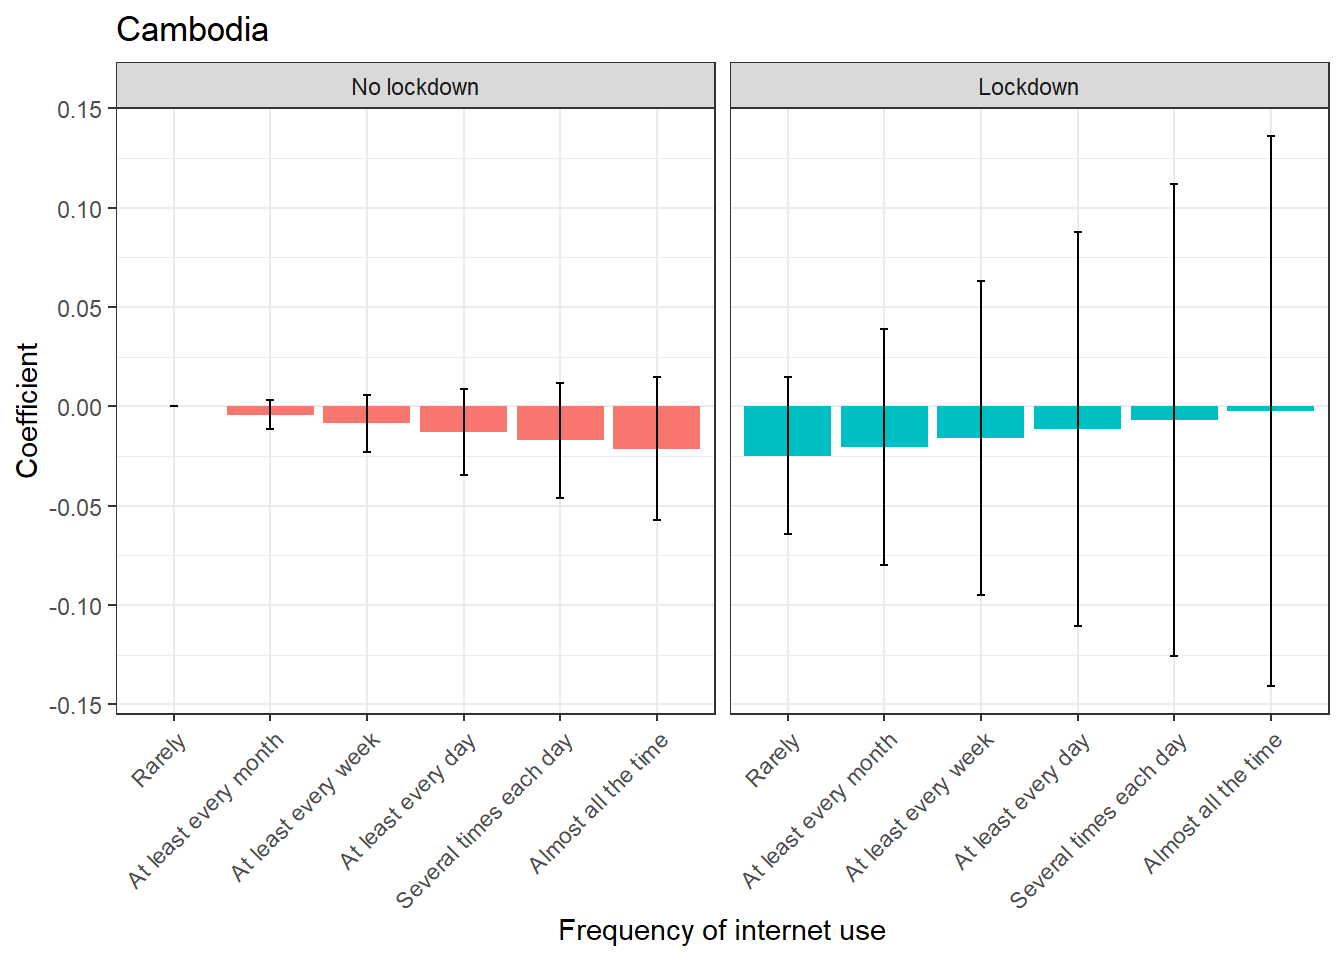 Cambodia
No lockdown
Lockdown
0.15
0.10
0.05
0.00
-0.05
-0.10
-0.15
Coefficient
Rarely
At least every month
At least every week
At least every day
Several times each day
Almost all the time
Rarely
At least every month
At least every week
At least every day
Several times each day
Almost all the time
Frequency of internet use